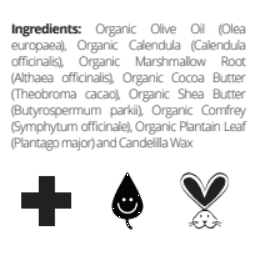 Ingredients: Organic Olive Oil (Olea
europaea), Organic Calendula (Calendula
officinalis), Organic Marshmallow Root
(Althaea officinalis), Organic Cocoa Butter
(Theobroma cacao), Organic Shea Butter
(Butyrospermum parkii), Organic Comfrey
(Symphytum officinale), Organic Plantain Leaf
(Plantago major) and Candelilla Wax